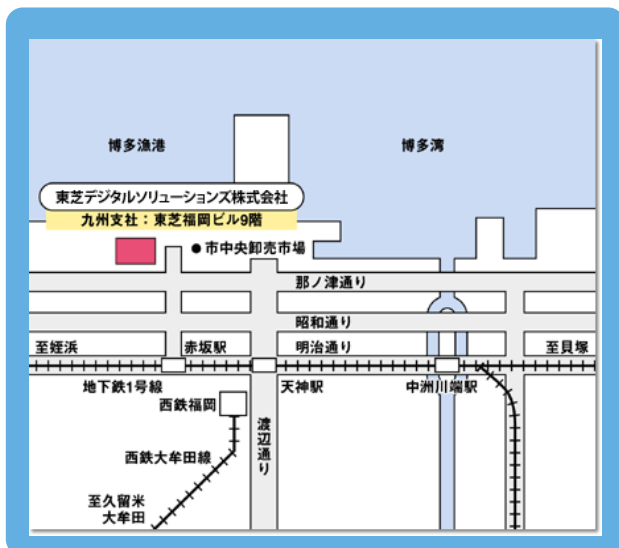 博多漁港
博多湾
東芝デジタルソリューションズ株式会社
九州支社：東芝福岡ビル9階
●市中央卸売市場
那ノ津通り
昭和通り
至姪浜
赤坂駅
明治通り
至貝塚
地下鉄1号線
天神駅
中洲川端駅
西鉄福岡
渡辺通り
西鉄大牟田線
至久留米
大牟田